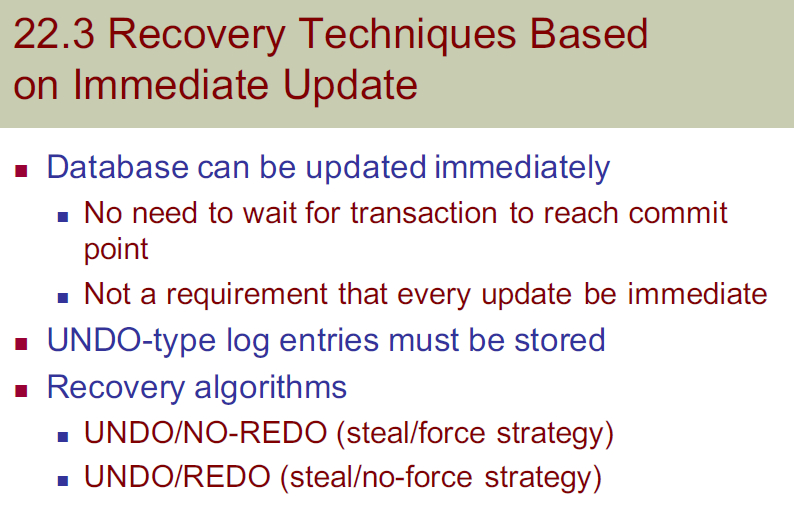 22.3 Recovery Techniques Based
on Immediate Update
Database can be updated immediately
No need to wait for transaction to reach commit
point
Not a requirement that every update be immediate
UNDO-type log entries must be stored
Recovery algorithms
UNDO/NO-REDO (steal/force strategy)
UNDO/REDO (steal/no-force strategy)